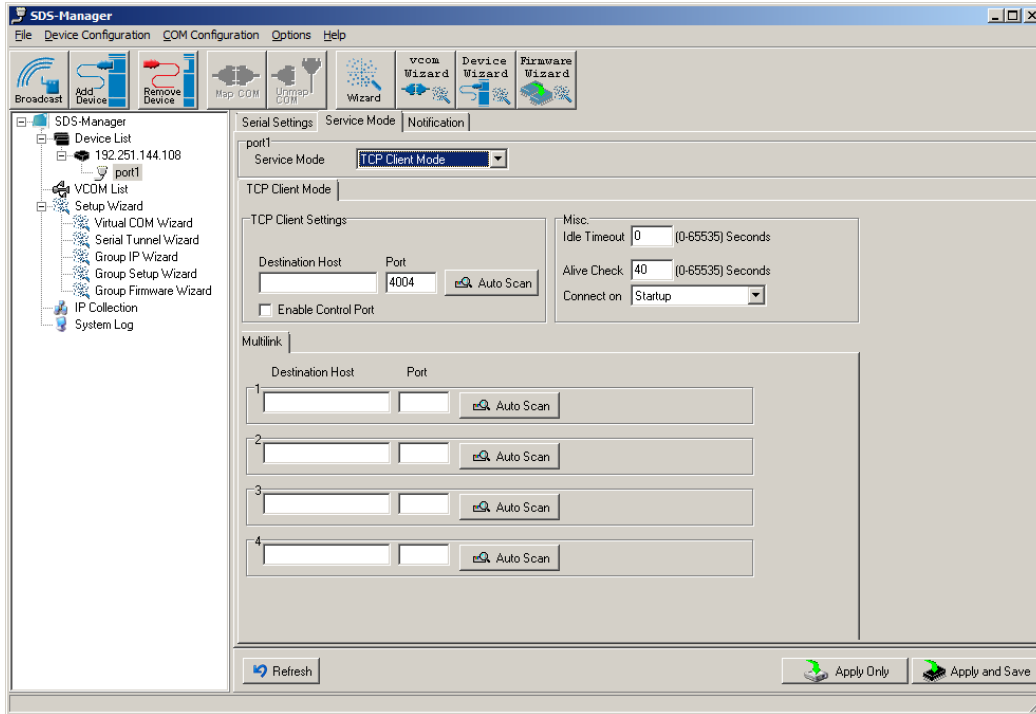 SDS-Manager
File Device Configuration COM Configuration Options Help
Broadcast
Add Device
Remove Device
Map COM
Unmap COM
Wizard
vcom Wizard
Device Wizard
Firmware Wizard
SDS-Manager
Device List
192.251.144.108
port1
VCOM List
Setup Wizard
Virtual COM Wizard
Serial Tunnel Wizard
Group IP Wizard
Group Setup Wizard
Group Firmware Wizard
IP Collection
System Log
Serial Settings Service Mode Notification
port1
Service Mode TCP Client Mode
TCP Client Mode
TCP Client Settings
Destination Host Port
4004 Auto Scan
Enable Control Port
Misc.
Idle Timeout 0 (0-65535) Seconds
Alive Check 40 (0-65535) Seconds
Connect on Startup
Multilink
Destination Host Port
1 Auto Scan
2 Auto Scan
3 Auto Scan
4 Auto Scan
Refresh Apply Only Apply and Save